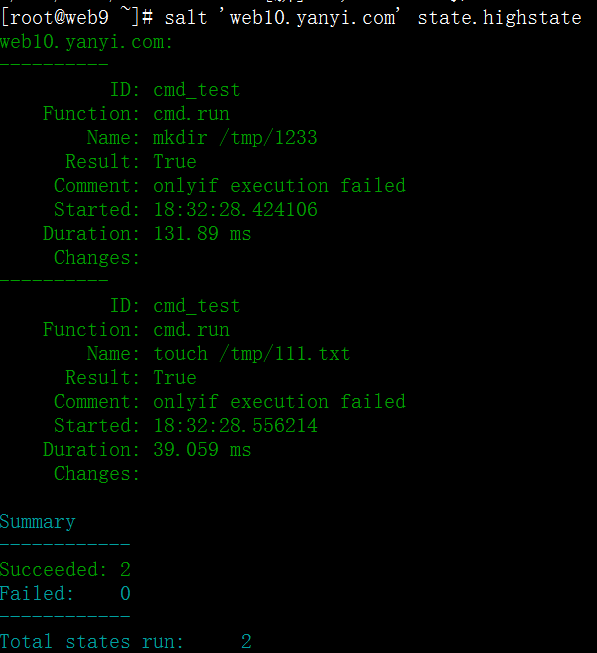 [root@web9 ~]# salt 'web10.yanyi.com' state.highstate
web10.yanyi.com:
----------
          ID: cmd_test
    Function: cmd.run
        Name: mkdir /tmp/1233
      Result: True
     Comment: onlyif execution failed
     Started: 18:32:28.424106
    Duration: 131.89 ms
     Changes:
----------
          ID: cmd_test
    Function: cmd.run
        Name: touch /tmp/111.txt
      Result: True
     Comment: onlyif execution failed
     Started: 18:32:28.556214
    Duration: 39.059 ms
     Changes:

Summary
------------
Succeeded: 2
Failed:    0
------------
Total states run:     2